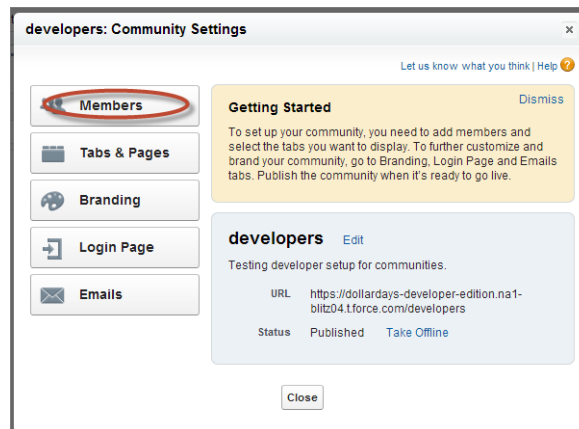 developers: Community Settings
Let us know what you think | Help
Members
Tabs & Pages
Branding
Login Page
Emails
Getting Started
Dismiss
To set up your community, you need to add members and
select the tabs you want to display. To further customize and
brand your community, go to Branding, Login Page and Emails
tabs. Publish the community when it's ready to go live.
developers Edit
Testing developer setup for communities.
URL https://dollardays-developer-edition.na1-
blitz04.t.force.com/developers
Status Published Take Offline
Close